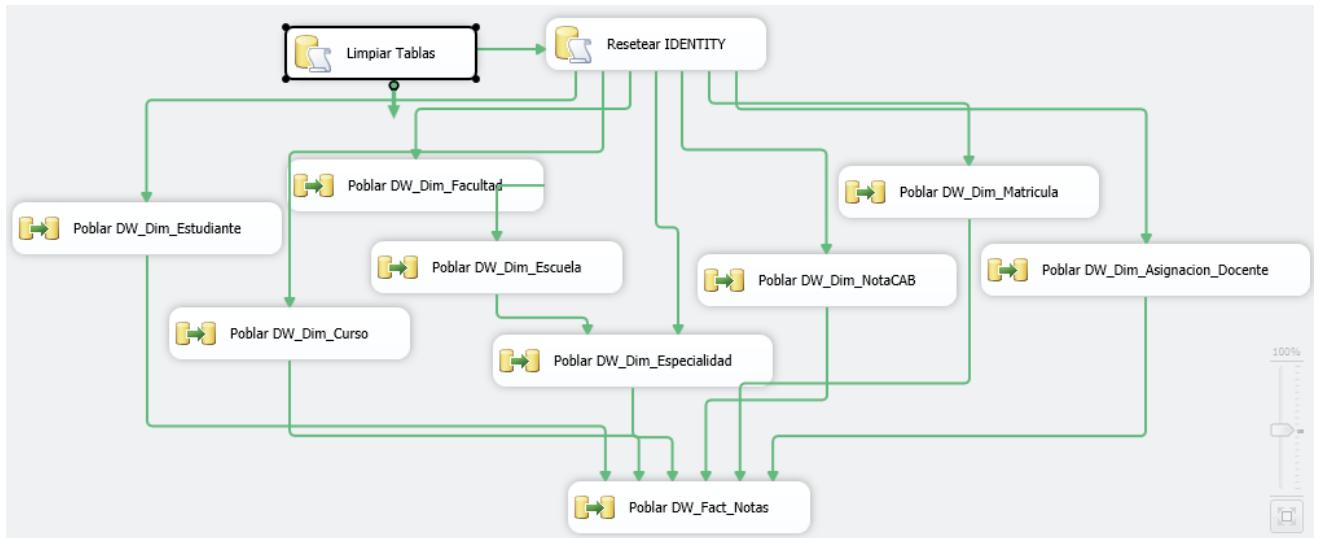 Limpiar Tablas
Resetear IDENTITY
Poblar DW_Dim_Facultad
Poblar DW_Dim_Matricula
Poblar DW_Dim_Estudiante
Poblar DW_Dim_Escuela
Poblar DW_Dim_NotaCAB
Poblar DW_Dim_Asignacion_Docente
Poblar DW_Dim_Curso
Poblar DW_Dim_Especialidad
100%
Poblar DW_Fact_Notas